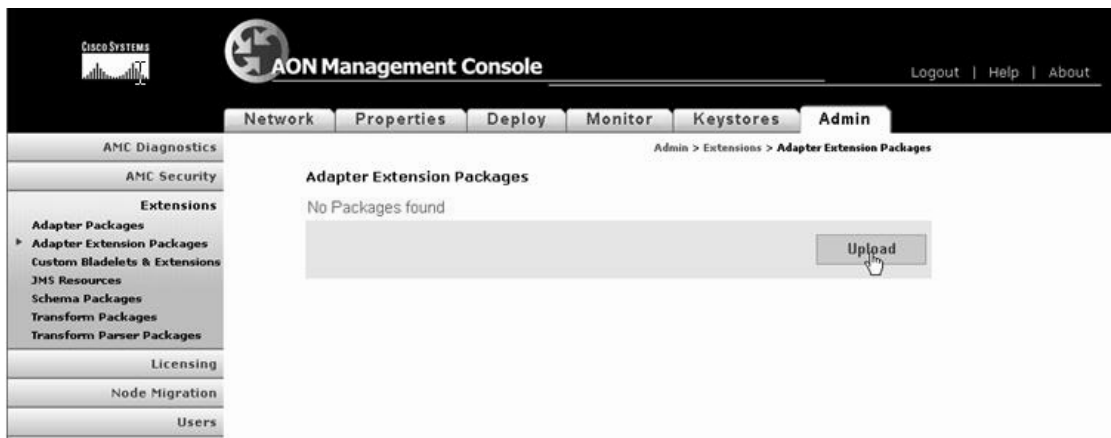 CISCO SYSTEMS
AON Management Console
Logout | Help | About
Network Properties Deploy Monitor Keystores Admin
AMC Diagnostics
AMC Security
Extensions
Adapter Packages
Adapter Extension Packages
Custom Bladelets & Extensions
JMS Resources
Schema Packages
Transform Packages
Transform Parser Packages
Licensing
Node Migration
Users
Admin > Extensions > Adapter Extension Packages
Adapter Extension Packages
No Packages found
Upload